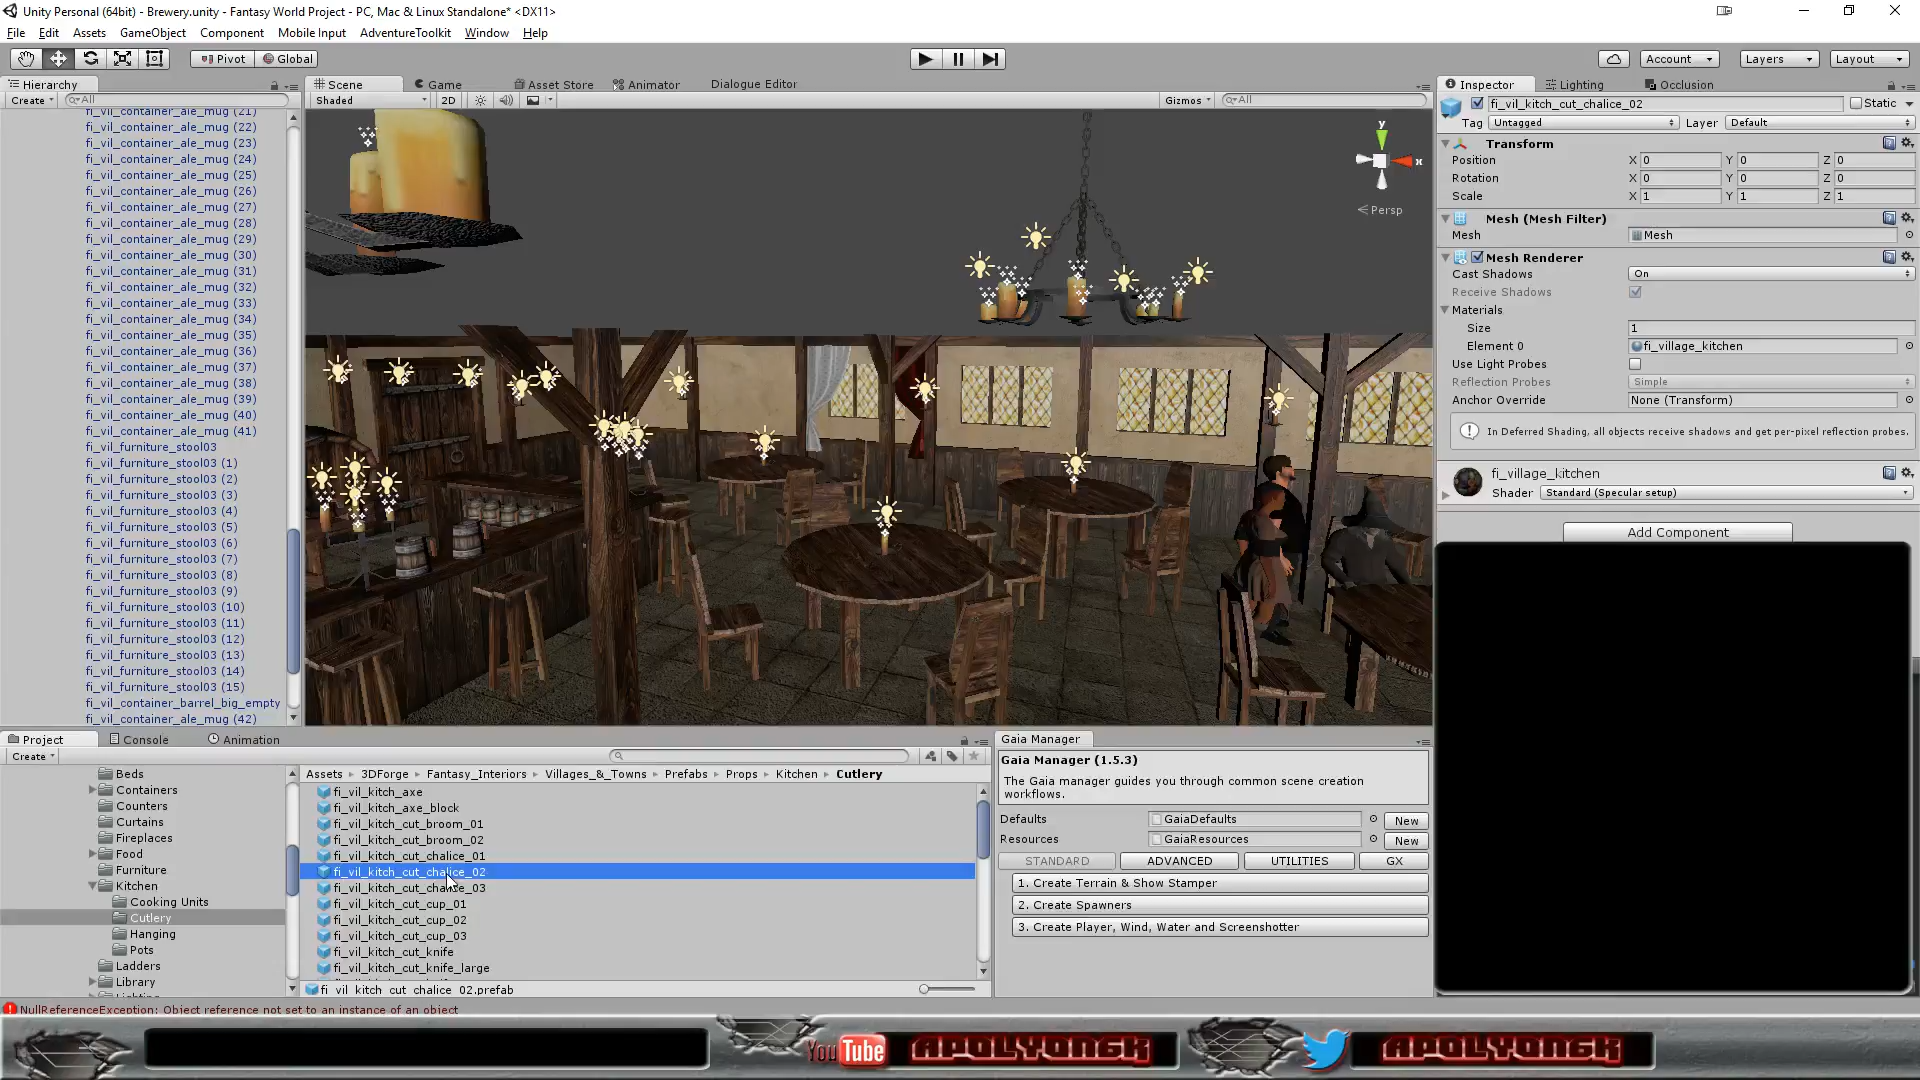 Unity Personal (64bit) - Brewery.unity - Fantasy World Project - PC, Mac & Linux Standalone* <DX11>
File Edit Assets GameObject Component Mobile Input AdventureToolkit Window Help
Pivot Global Account Layers Layout
Hierarchy
Create All
fi_vil_container_ale_mug (21)
fi_vil_container_ale_mug (22)
fi_vil_container_ale_mug (23)
fi_vil_container_ale_mug (24)
fi_vil_container_ale_mug (25)
fi_vil_container_ale_mug (26)
fi_vil_container_ale_mug (27)
fi_vil_container_ale_mug (28)
fi_vil_container_ale_mug (29)
fi_vil_container_ale_mug (30)
fi_vil_container_ale_mug (31)
fi_vil_container_ale_mug (32)
fi_vil_container_ale_mug (33)
fi_vil_container_ale_mug (34)
fi_vil_container_ale_mug (35)
fi_vil_container_ale_mug (36)
fi_vil_container_ale_mug (37)
fi_vil_container_ale_mug (38)
fi_vil_container_ale_mug (39)
fi_vil_container_ale_mug (40)
fi_vil_container_ale_mug (41)
fi_vil_furniture_stool03
fi_vil_furniture_stool03 (1)
fi_vil_furniture_stool03 (2)
fi_vil_furniture_stool03 (3)
fi_vil_furniture_stool03 (4)
fi_vil_furniture_stool03 (5)
fi_vil_furniture_stool03 (6)
fi_vil_furniture_stool03 (7)
fi_vil_furniture_stool03 (8)
fi_vil_furniture_stool03 (9)
fi_vil_furniture_stool03 (10)
fi_vil_furniture_stool03 (11)
fi_vil_furniture_stool03 (12)
fi_vil_furniture_stool03 (13)
fi_vil_furniture_stool03 (14)
fi_vil_furniture_stool03 (15)
fi_vil_container_barrel_big_empty
fi_vil_container_ale_mug (42)
Scene Game Asset Store Animator Dialogue Editor
Shaded 2D Gizmos All
y
x
Persp
Inspector Lighting Occlusion
fi_vil_kitch_cut_chalice_02 Static
Tag Untagged Layer Default
Transform
Position X 0 Y 0 Z 0
Rotation X 0 Y 0 Z 0
Scale X 1 Y 1 Z 1
Mesh (Mesh Filter)
Mesh Mesh
Mesh Renderer
Cast Shadows On
Receive Shadows
Materials
Size 1
Element 0 fi_village_kitchen
Use Light Probes
Reflection Probes Simple
Anchor Override None (Transform)
In Deferred Shading, all objects receive shadows and get per-pixel reflection probes.
fi_village_kitchen
Shader Standard (Specular setup)
Add Component
Project Console Animation
Create
Beds
Containers
Counters
Curtains
Fireplaces
Food
Furniture
Kitchen
Cooking Units
Cutlery
Hanging
Pots
Ladders
Library
Lighting
Assets 3DForge Fantasy_Interiors Villages_&_Towns Prefabs Props Kitchen Cutlery
fi_vil_kitch_axe
fi_vil_kitch_axe_block
fi_vil_kitch_cut_broom_01
fi_vil_kitch_cut_broom_02
fi_vil_kitch_cut_chalice_01
fi_vil_kitch_cut_chalice_02
fi_vil_kitch_cut_chalice_03
fi_vil_kitch_cut_cup_01
fi_vil_kitch_cut_cup_02
fi_vil_kitch_cut_cup_03
fi_vil_kitch_cut_knife
fi_vil_kitch_cut_knife_large
fi_vil_kitch_cut_chalice_02.prefab
Gaia Manager
Gaia Manager (1.5.3)
The Gaia manager guides you through common scene creation
workflows.
Defaults GaiaDefaults New
Resources GaiaResources New
STANDARD ADVANCED UTILITIES GX
1. Create Terrain & Show Stamper
2. Create Spawners
3. Create Player, Wind, Water and Screenshotter
NullReferenceException: Object reference not set to an instance of an object
YouTube APOLYONGK APOLYONGK